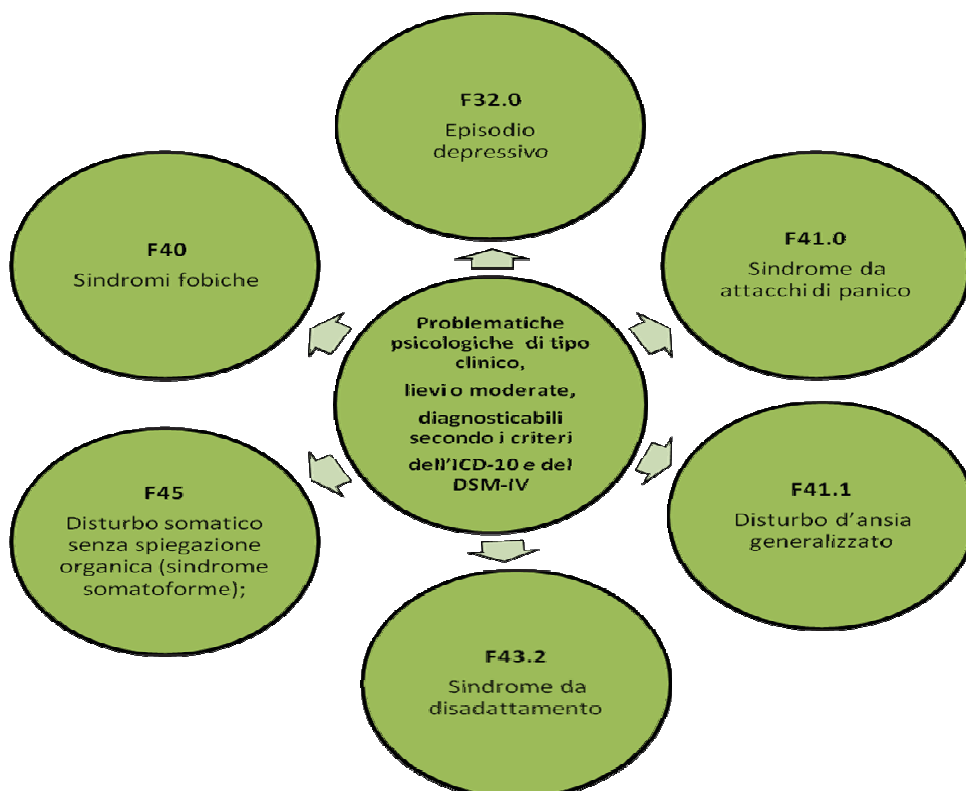 F32.0
Episodio
depressivo
F40
Sindromi fobiche
F41.0
Sindrome da
attacchi di panico
Problematiche
psicologiche di tipo
clinico,
lievi o moderate,
diagnosticabili
secondo i criteri
dell'ICD-10 e del
DSM-IV
F45
Disturbo somatico
senza spiegazione
organica (sindrome
somatoforme);
F41.1
Disturbo d'ansia
generalizzato
F43.2
Sindrome da
disadattamento